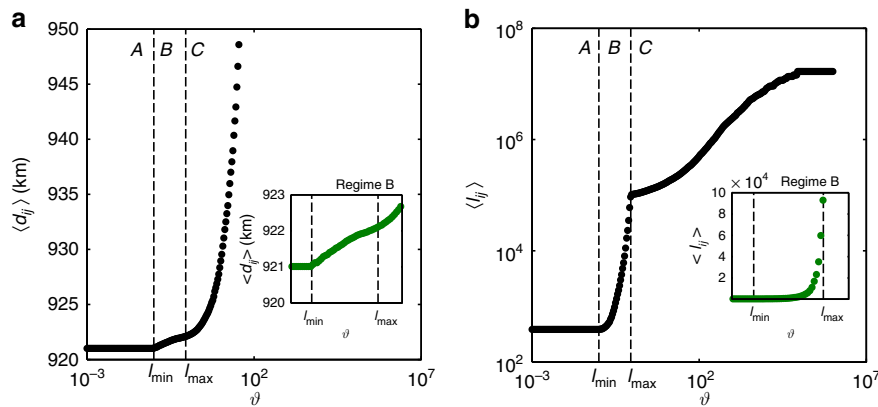 a
950
945
940
935
930
925
920
⟨d_ij⟩ (km)
A B C
Regime B
923
922
921
920
<d_ij> (km)
l_min
l_max
ϑ
10^−3
l_min
l_max
10^2
10^7
ϑ
b
10^8
10^6
10^4
10^2
⟨l_ij⟩
A B C
× 10^4
Regime B
10
8
6
4
2
< l_ij >
l_min
l_max
ϑ
10^−3
l_min
l_max
10^2
10^7
ϑ